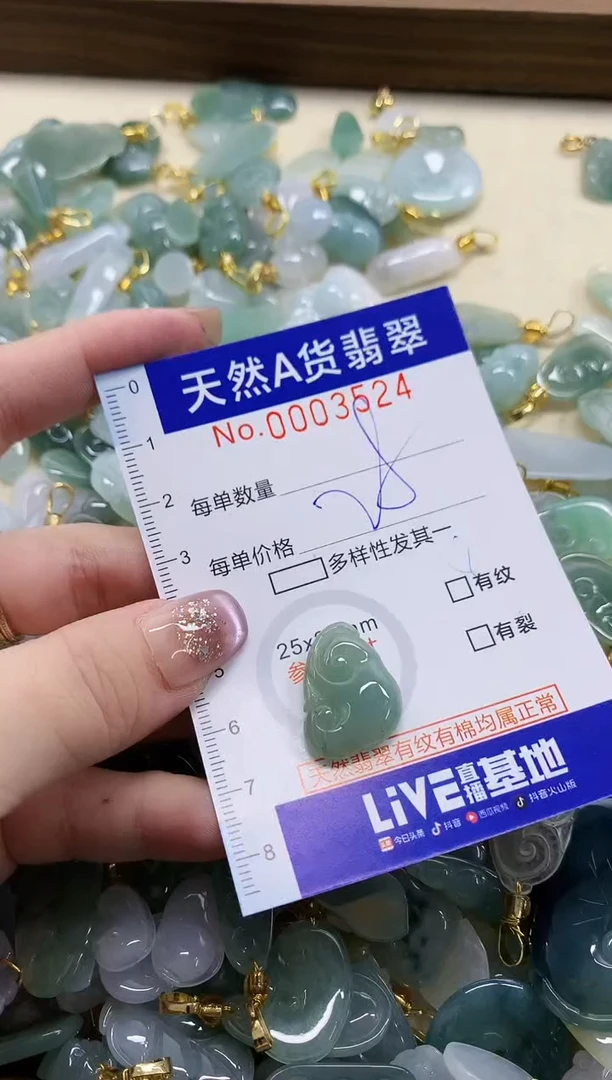 天然A货翡翠
No.0003524
0
1
每单数量
2
每单价格
3
多样性发其一
有纹
25x
mm
有裂
5
6
天然翡翠有纹有棉均属正常
7
LiVE直播基地
8
今日头条 抖音 西瓜视频 抖音火山版